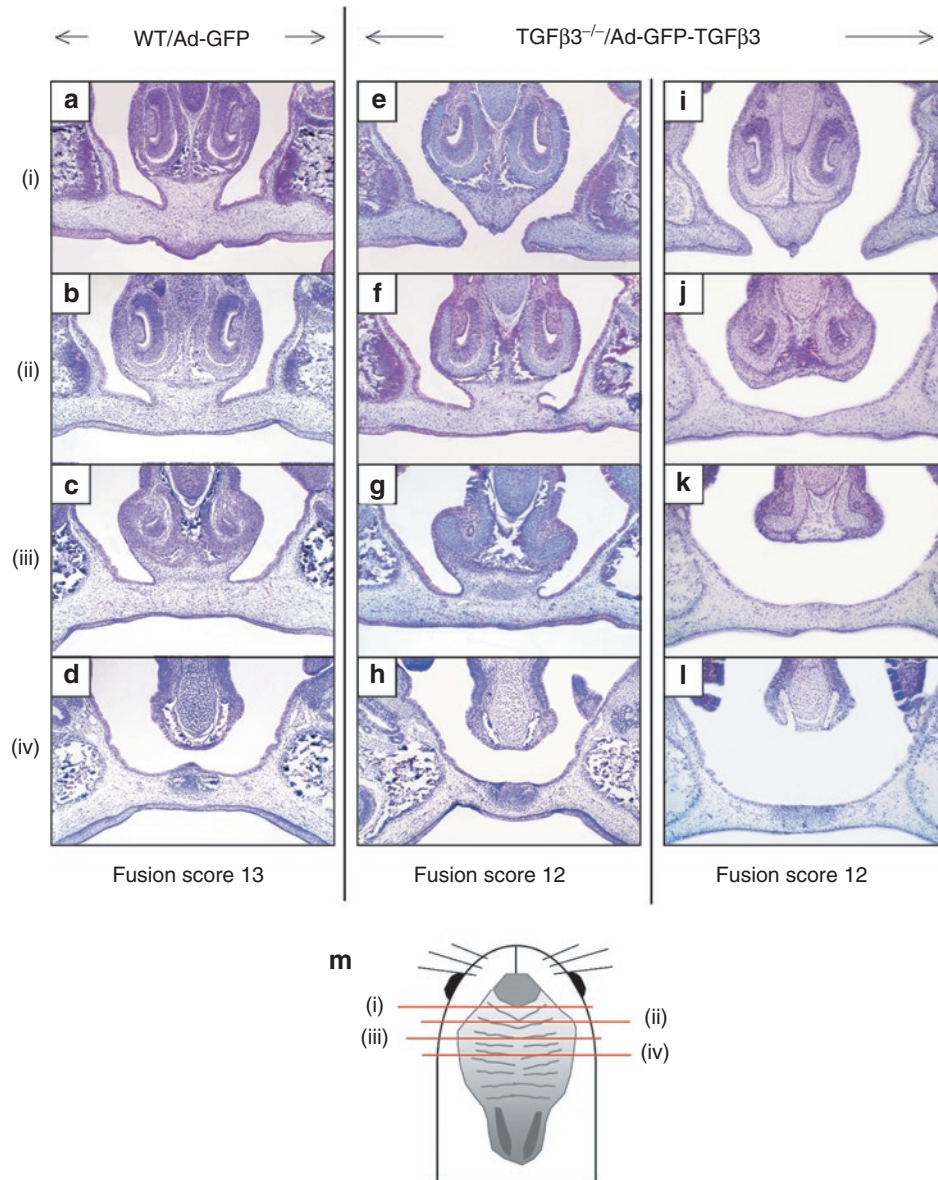 WT/Ad-GFP
TGFβ3−/−/Ad-GFP-TGFβ3
a
e
i
(i)
b
f
j
(ii)
c
g
k
(iii)
d
h
l
(iv)
Fusion score 13
Fusion score 12
Fusion score 12
m
(i)
(ii)
(iii)
(iv)